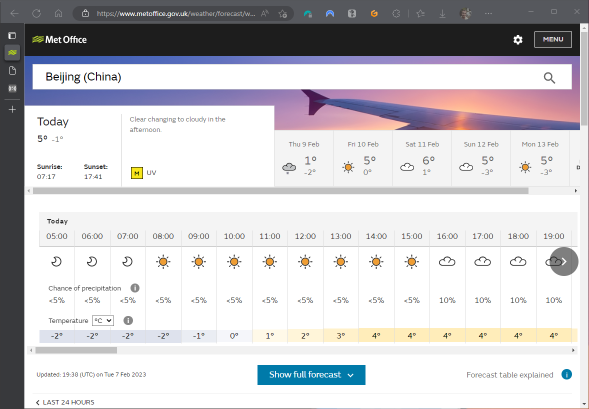 https://www.metoffice.gov.uk/weather/forecast/w...
Met Office
MENU
Beijing (China)
Today
5° -1°
Sunrise: Sunset:
07:17 17:41
Clear changing to cloudy in the
afternoon.
M UV
Thu 9 Feb Fri 10 Feb Sat 11 Feb Sun 12 Feb Mon 13 Feb
1° 5° 6° 5° 5°
-2° 0° 1° -3° -3°
Today
05:00 06:00 07:00 08:00 09:00 10:00 11:00 12:00 13:00 14:00 15:00 16:00 17:00 18:00 19:00
Chance of precipitation i
<5% <5% <5% <5% <5% <5% <5% <5% <5% <5% <5% 10% 10% 10% 10%
Temperature °C i
-2° -2° -2° -2° -1° 0° 1° 2° 3° 4° 4° 4° 4° 4° 4°
Updated: 19:38 (UTC) on Tue 7 Feb 2023
Show full forecast
Forecast table explained i
LAST 24 HOURS